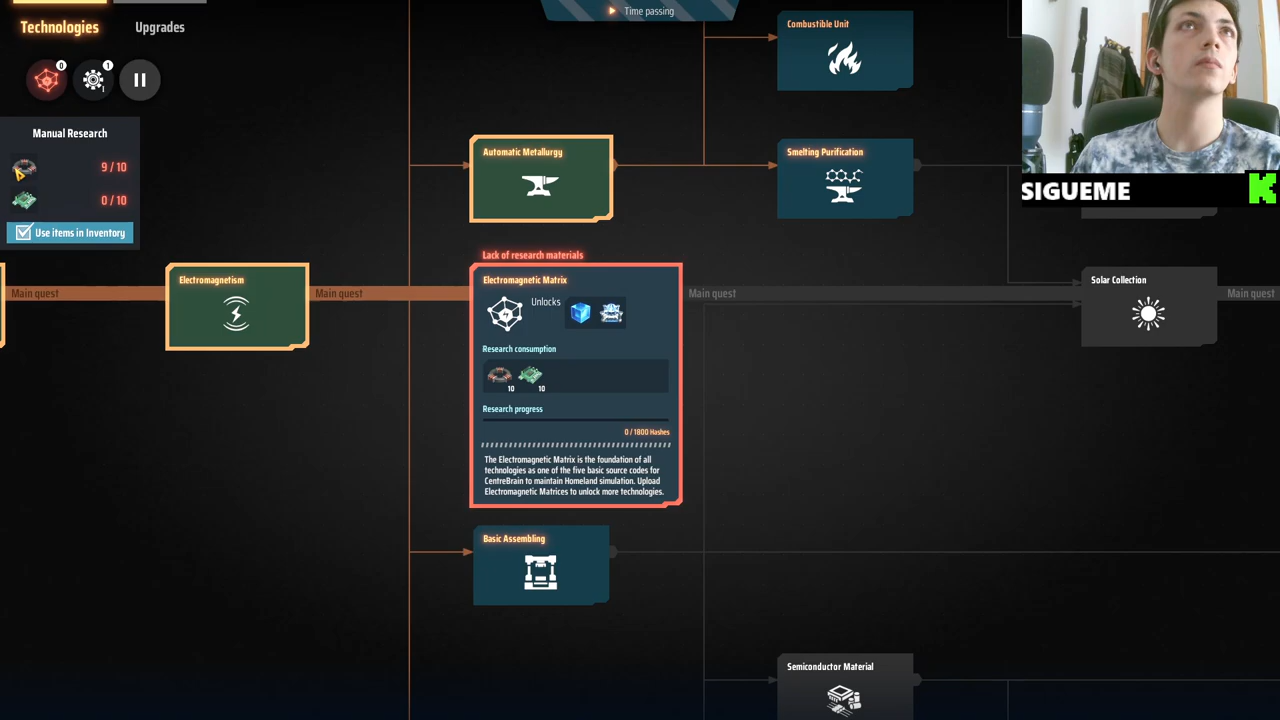 Technologies
Upgrades
Time passing
0
1
Manual Research
9 / 10
0 / 10
Use items in Inventory
Combustible Unit
Automatic Metallurgy
Smelting Purification
SIGUEME
K
Lack of research materials
Main quest
Electromagnetism
Main quest
Electromagnetic Matrix
Unlocks
Research consumption
10
10
Research progress
0 / 1800 Hashes
The Electromagnetic Matrix is the foundation of all
technologies as one of the five basic source codes for
CentreBrain to maintain Homeland simulation. Upload
Electromagnetic Matrices to unlock more technologies.
Main quest
Solar Collection
Main quest
Basic Assembling
Semiconductor Material